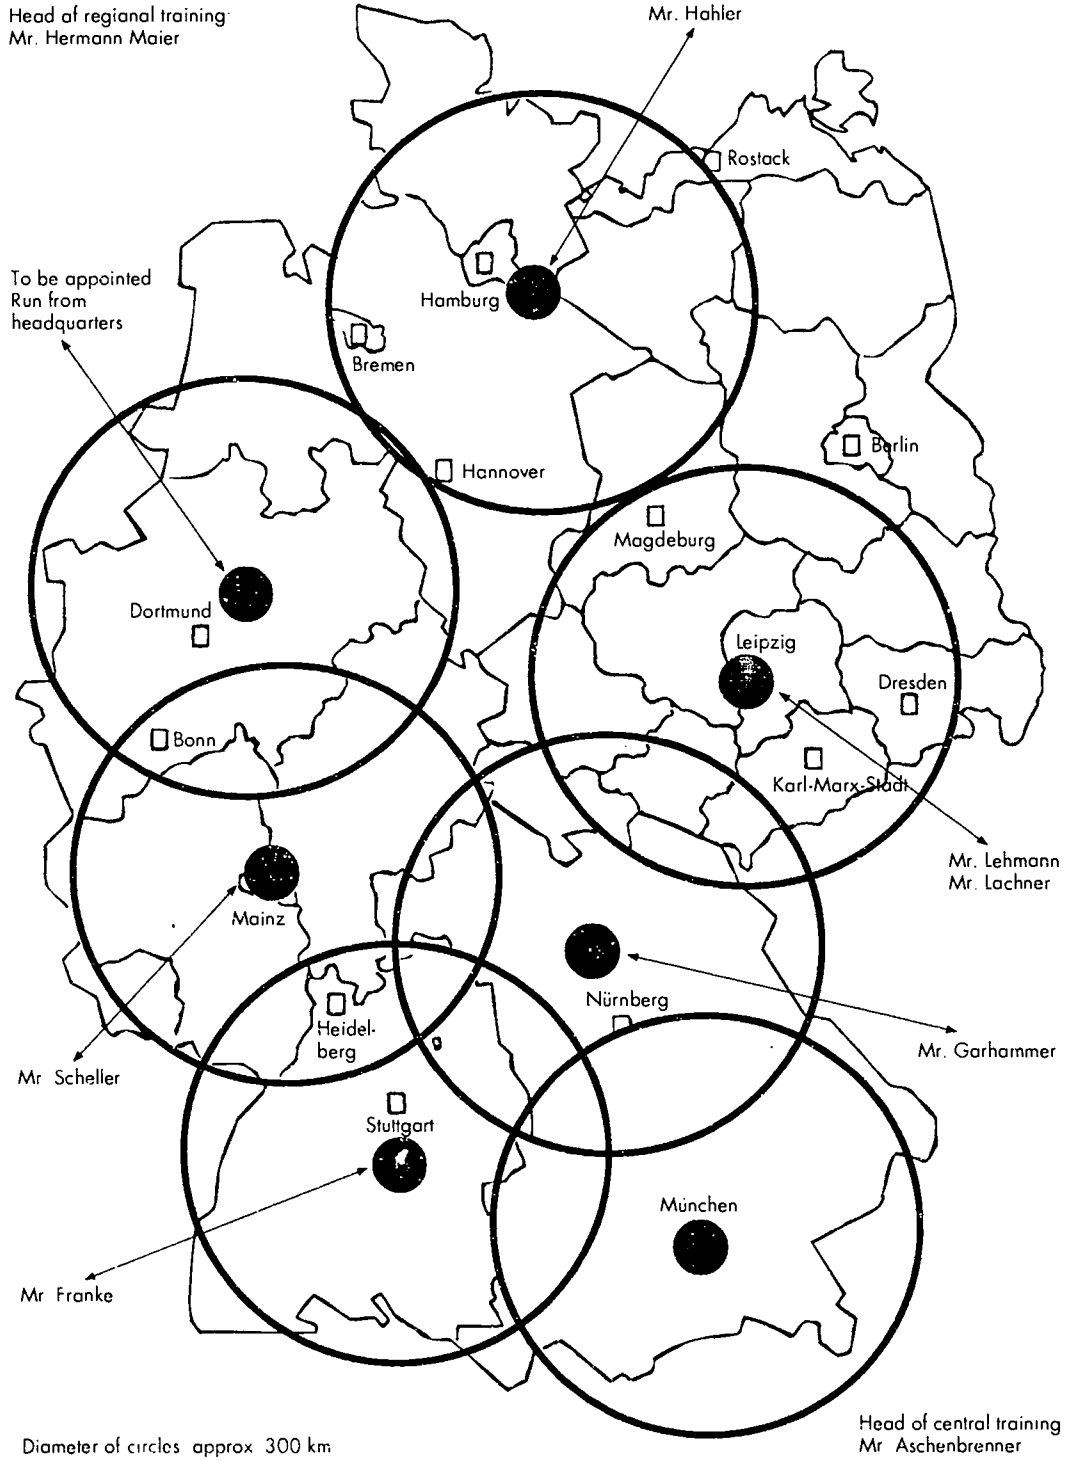 Head of regianal training
Mr. Hermann Maier
Mr. Hahler
Rostack
To be appointed
Run from
headquarters
Hamburg
Bremen
Berlin
Hannover
Magdeburg
Dortmund
Leipzig
Dresden
Bonn
Karl-Marx-Stadt
Mr. Lehmann
Mr. Lachner
Mainz
Nürnberg
Heidel-
berg
Mr. Garhammer
Mr Scheller
Stuttgart
München
Mr Franke
Head of central training
Mr Aschenbrenner
Diameter of circles approx 300 km